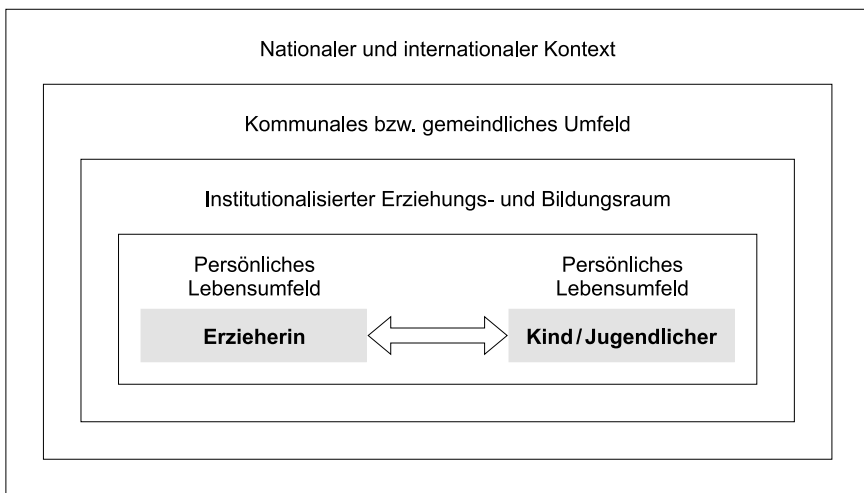 Nationaler und internationaler Kontext
Kommunales bzw. gemeindliches Umfeld
Institutionalisierter Erziehungs- und Bildungsraum
Persönliches
Lebensumfeld
Erzieherin
Persönliches
Lebensumfeld
Kind/Jugendlicher